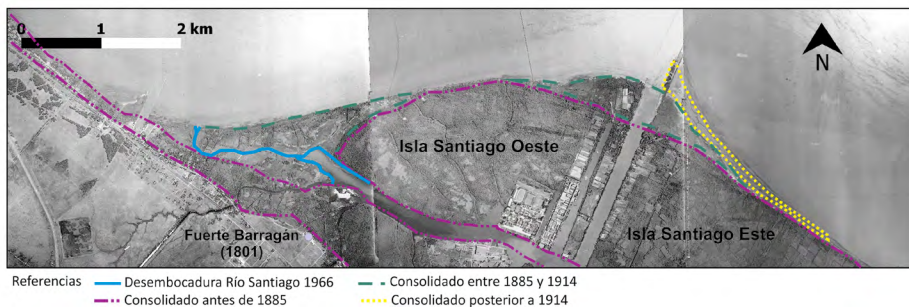 0 1 2 km
N
Isla Santiago Oeste
Fuerte Barragán
(1801)
Isla Santiago Este
Referencias
Desembocadura Río Santiago 1966
Consolidado entre 1885 y 1914
Consolidado antes de 1885
Consolidado posterior a 1914